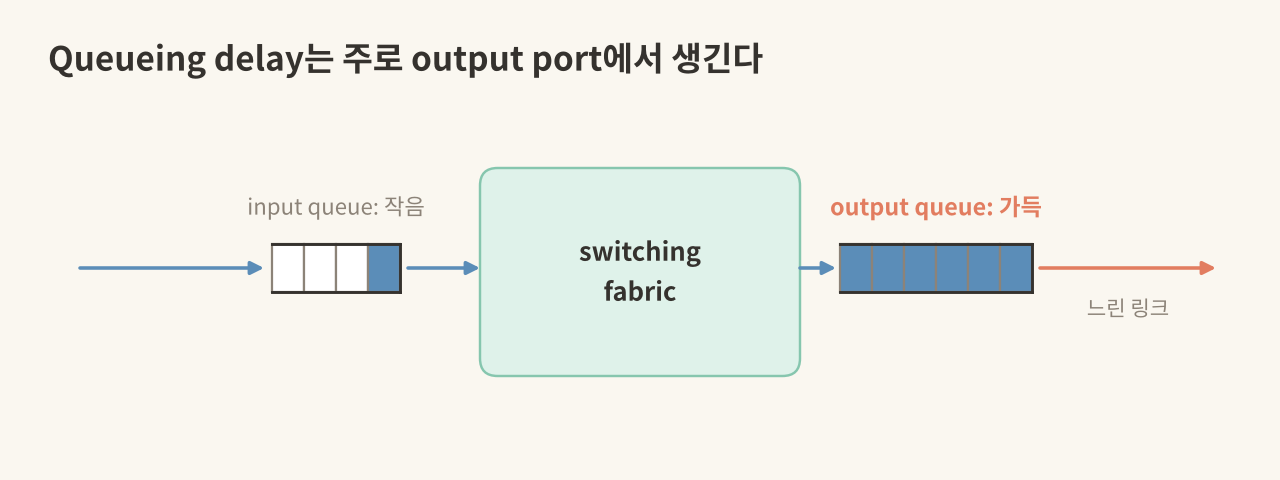 Queueing delay는 주로 output port에서 생긴다
input queue: 작음
output queue: 가득
switching
fabric
느린 링크